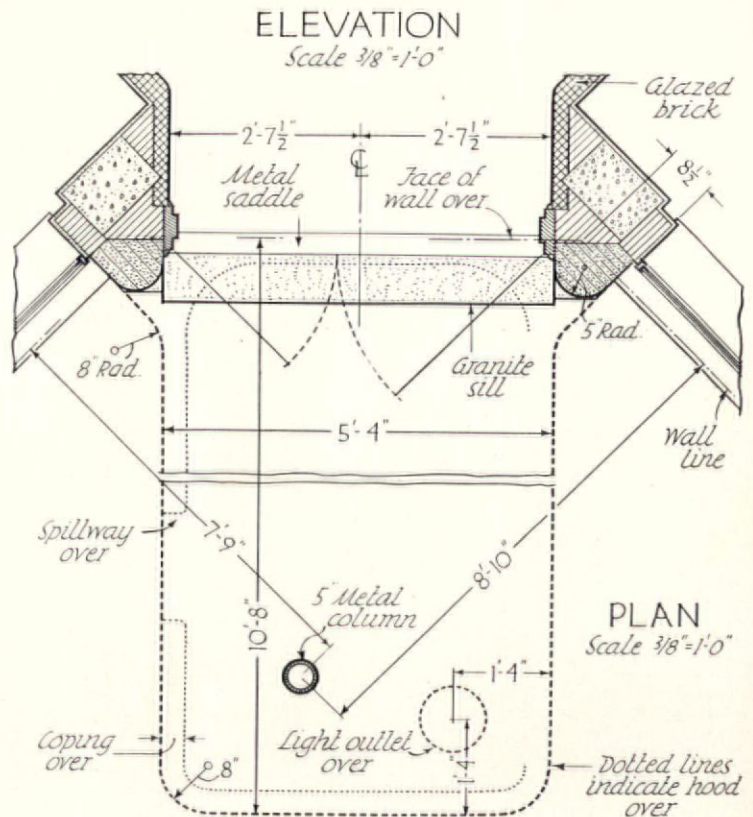 ELEVATION
Scale 3/8"=1'-0"
Glazed
brick
2'-7½"
2'-7½"
8½"
℄
Metal
saddle
Face of
wall over
8" Rad.
5" Rad.
Granite
sill
5'-4"
Wall
line
Spillway
over
7'-9"
8'-10"
10'-8"
5" Metal
column
PLAN
Scale 3/8"=1'-0"
1'-4"
Coping
over
Light outlet
over
1'-4"
8"
Dotted lines
indicate hood
over